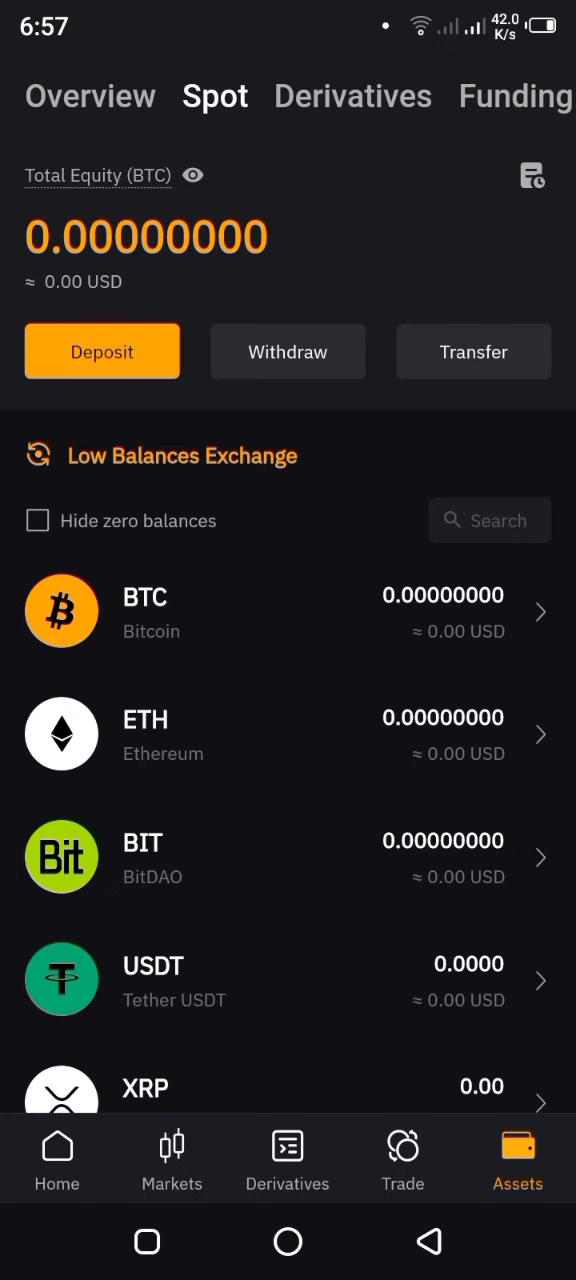 6:57
42.0
K/s
Overview Spot Derivatives Funding
Total Equity (BTC)
0.00000000
≈ 0.00 USD
Deposit Withdraw Transfer
Low Balances Exchange
Hide zero balances
Search
BTC 0.00000000
Bitcoin ≈ 0.00 USD
ETH 0.00000000
Ethereum ≈ 0.00 USD
Bit
BIT 0.00000000
BitDAO ≈ 0.00 USD
USDT 0.0000
Tether USDT ≈ 0.00 USD
XRP 0.00
Home Markets Derivatives Trade Assets